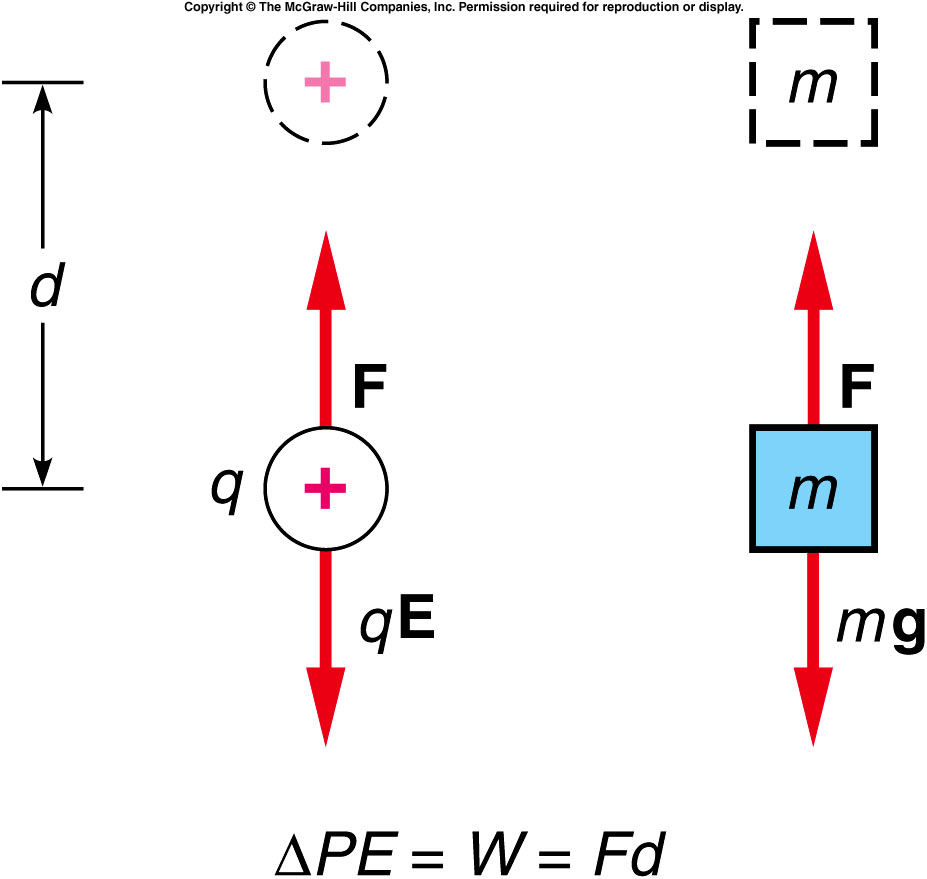 Copyright © The McGraw-Hill Companies, Inc. Permission required for reproduction or display.
+ m
d
F F
q + m
qE mg
ΔPE = W = Fd